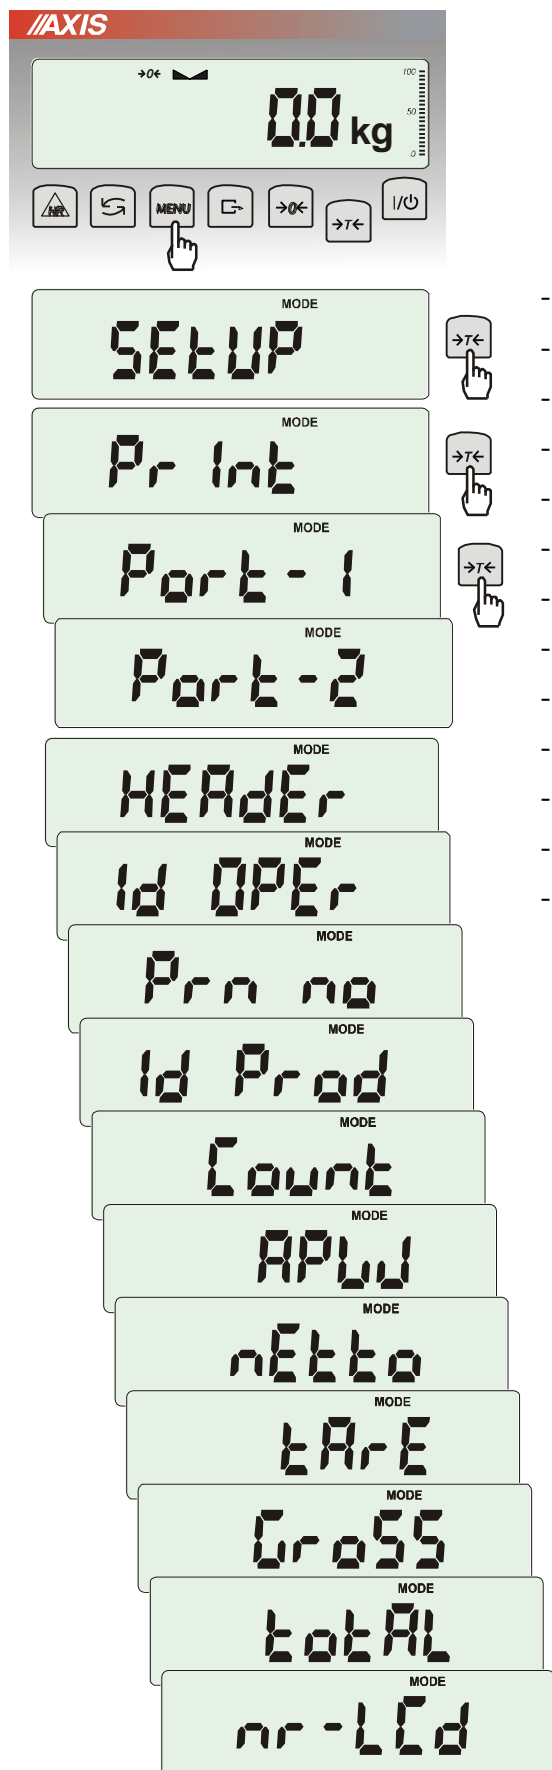 AXIS
→0← 100
50
0.0 kg
0
HR MENU →0← →T← I/⏻
MODE
SEtUP
→T←
MODE
PrInt
→T←
MODE
Port-1
→T←
MODE
Port-2
MODE
HEAdEr
MODE
Id OPEr
MODE
Prn no
MODE
Id Prod
MODE
Count
MODE
APW
MODE
nEtto
MODE
tArE
MODE
GroSS
MODE
totAL
MODE
nr-LCd